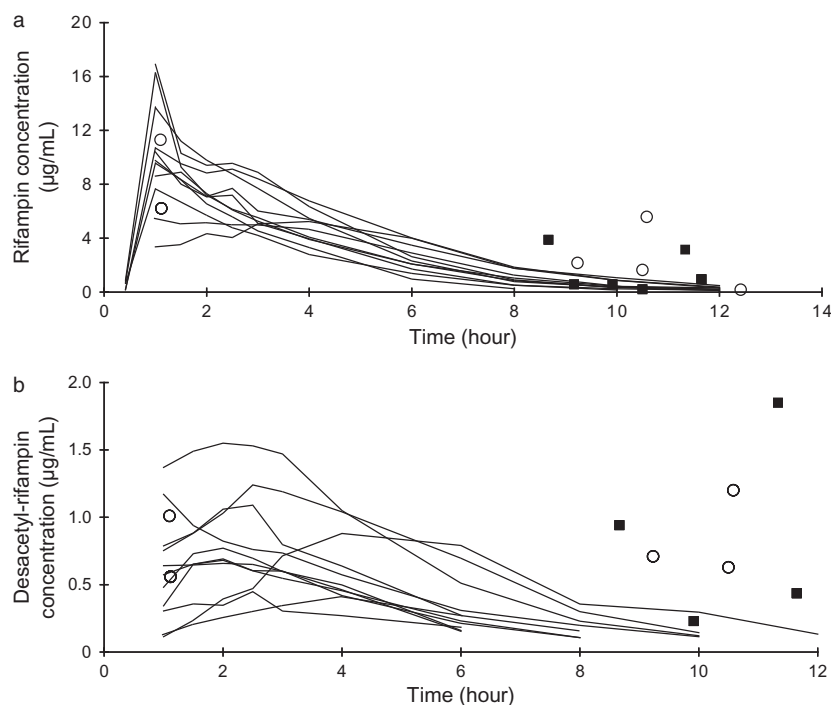 a
20
16
12
8
4
0
Rifampin concentration
(µg/mL)
0 2 4 6 8 10 12 14
Time (hour)
b
2.0
1.5
1.0
0.5
0
Desacetyl-rifampin
concentration (µg/mL)
0 2 4 6 8 10 12
Time (hour)